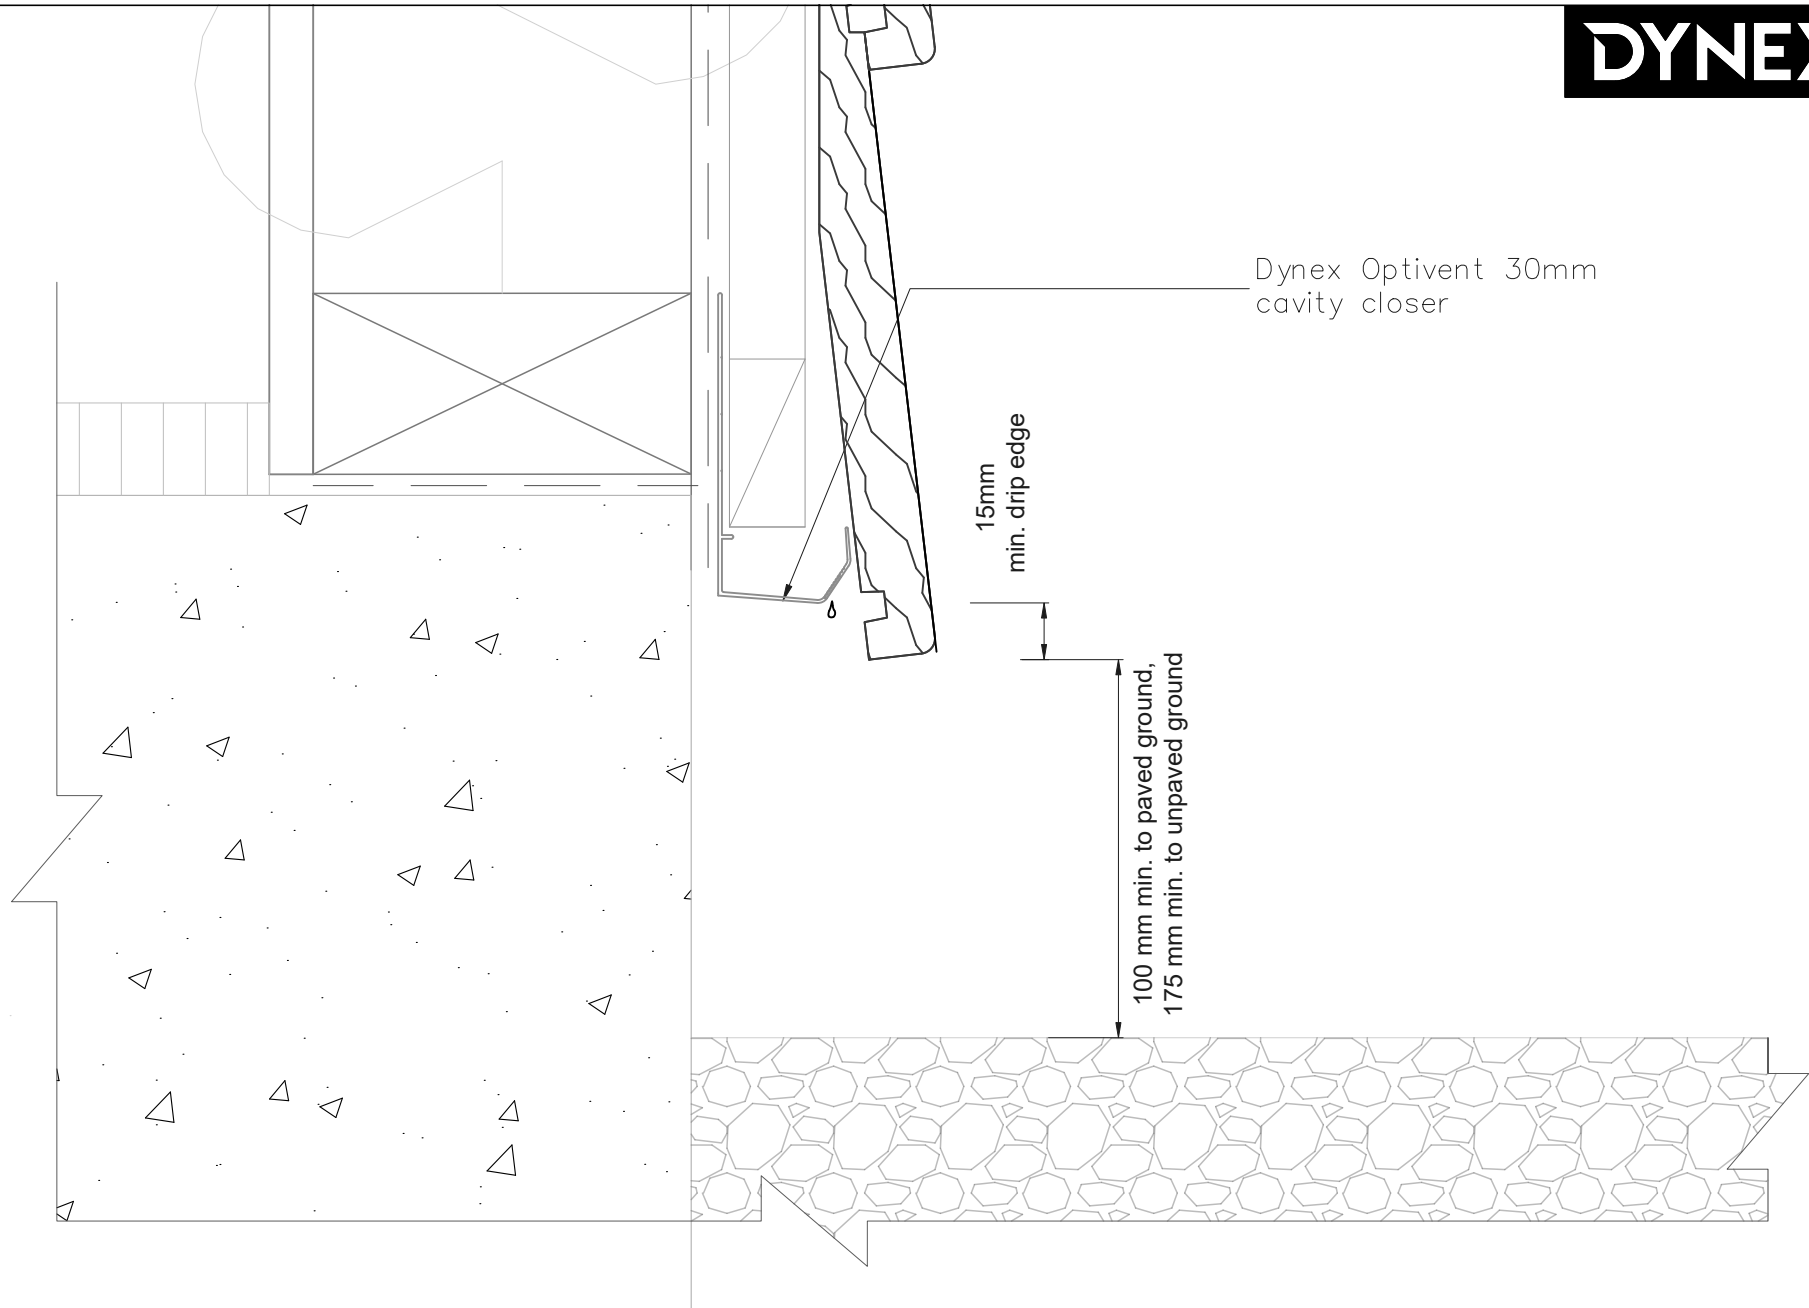 DYNEX
Dynex Optivent 30mm
cavity closer
15mm
min. drip edge
100 mm min. to paved ground,
175 mm min. to unpaved ground